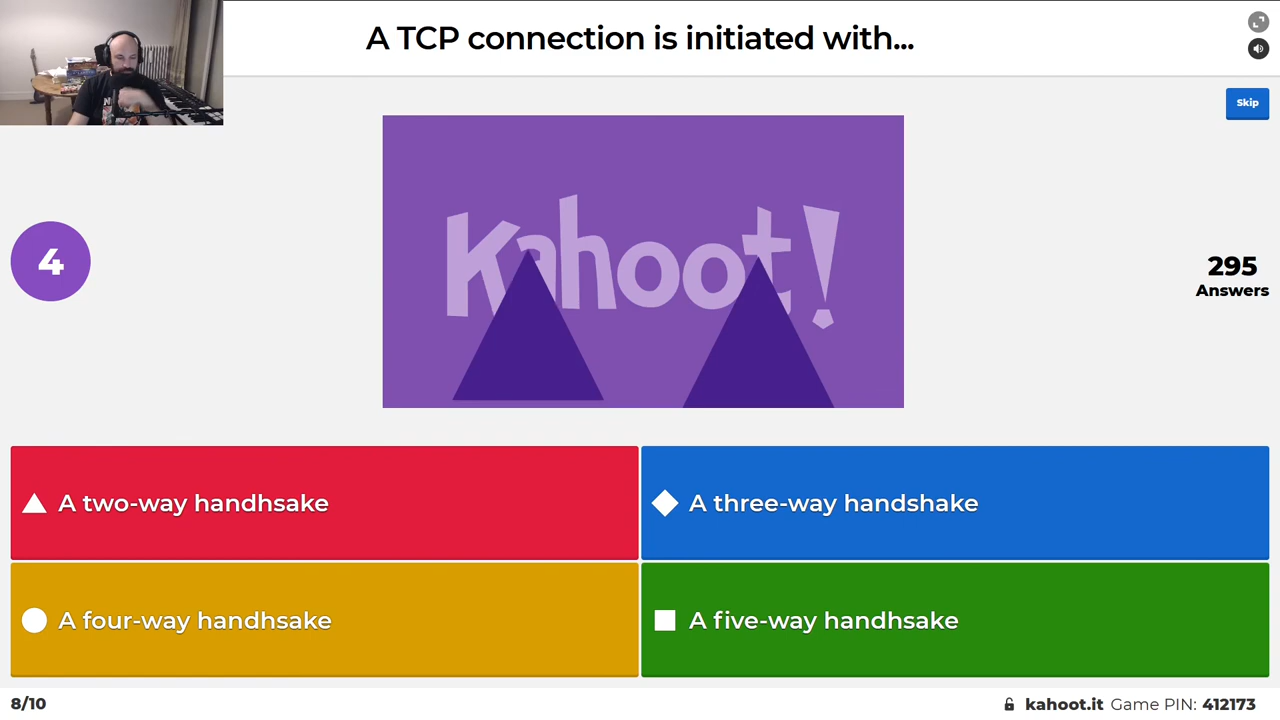 A TCP connection is initiated with...
Skip
Kahoot!
4
295
Answers
A two-way handhsake
A three-way handshake
A four-way handhsake
A five-way handhsake
8/10
kahoot.it Game PIN: 412173